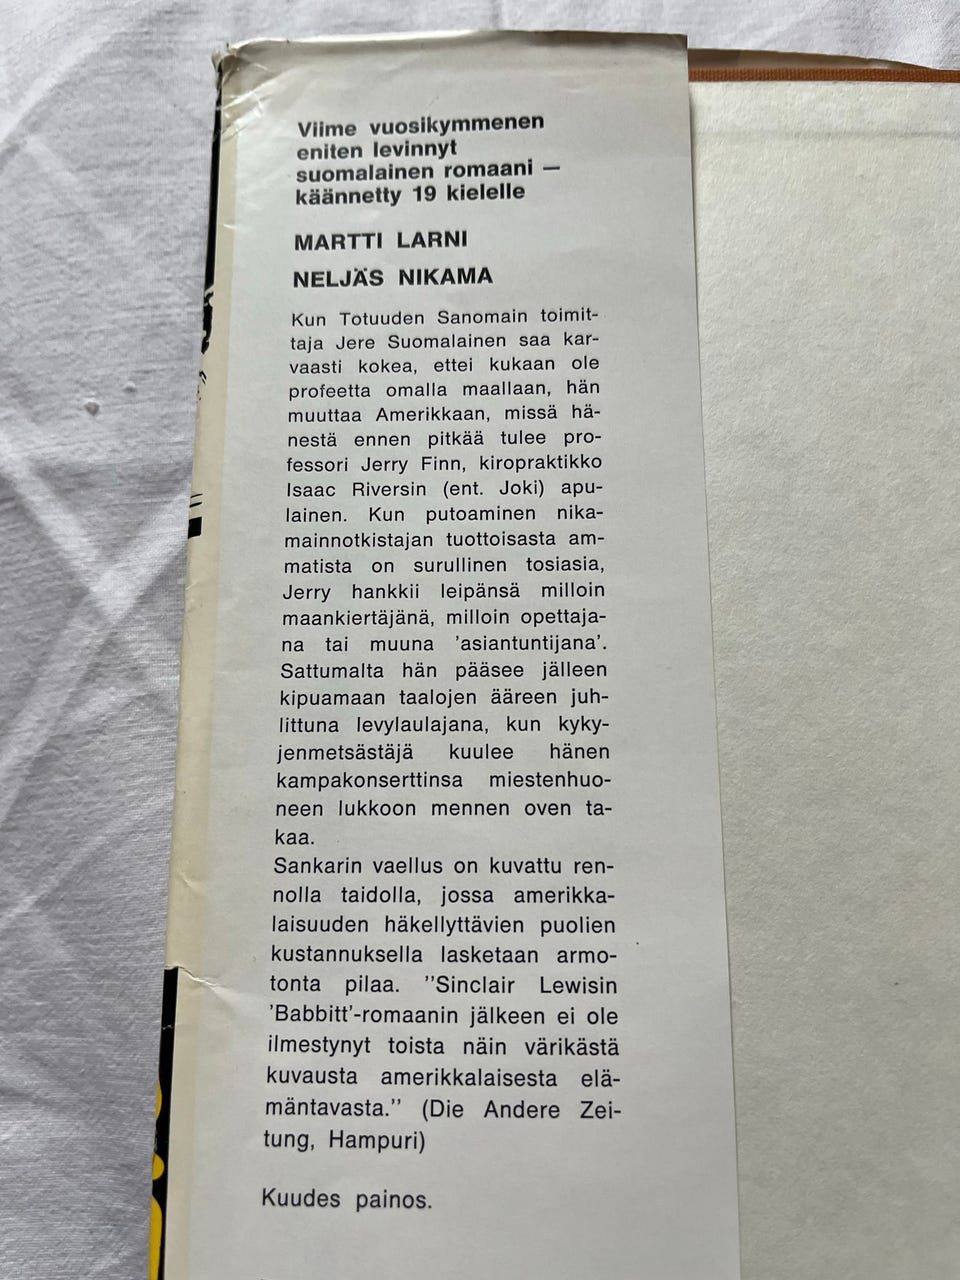 Viime vuosikymmenen
eniten levinnyt
suomalainen romaani —
käännetty 19 kielelle
MARTTI LARNI
NELJÄS NIKAMA
Kun Totuuden Sanomain toimit-
taja Jere Suomalainen saa kar-
vaasti kokea, ettei kukaan ole
profeetta omalla maallaan, hän
muuttaa Amerikkaan, missä hä-
nestä ennen pitkää tulee pro-
fessori Jerry Finn, kiropraktikko
Isaac Riversin (ent. Joki) apu-
lainen. Kun putoaminen nika-
mainnotkistajan tuottoisasta am-
matista on surullinen tosiasia,
Jerry hankkii leipänsä milloin
maankiertäjänä, milloin opettaja-
na tai muuna 'asiantuntijana'.
Sattumalta hän pääsee jälleen
kipuamaan taalojen ääreen juh-
littuna levylaulajana, kun kyky-
jenmetsästäjä kuulee hänen
kampakonserttinsa miestenhuo-
neen lukkoon mennen oven ta-
kaa.
Sankarin vaellus on kuvattu ren-
nolla taidolla, jossa amerikka-
laisuuden häkellyttävien puolien
kustannuksella lasketaan armo-
tonta pilaa. ''Sinclair Lewisin
'Babbitt'-romaanin jälkeen ei ole
ilmestynyt toista näin värikästä
kuvausta amerikkalaisesta elä-
mäntavasta.'' (Die Andere Zei-
tung, Hampuri)
Kuudes painos.